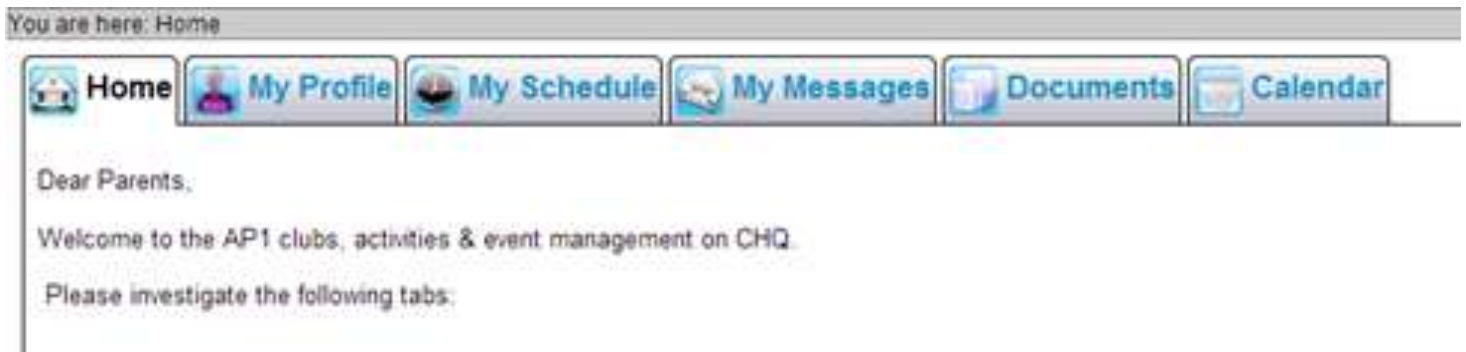 You are here: Home
Home My Profile My Schedule My Messages Documents Calendar
Dear Parents,
Welcome to the AP1 clubs, activities & event management on CHQ.
Please investigate the following tabs: